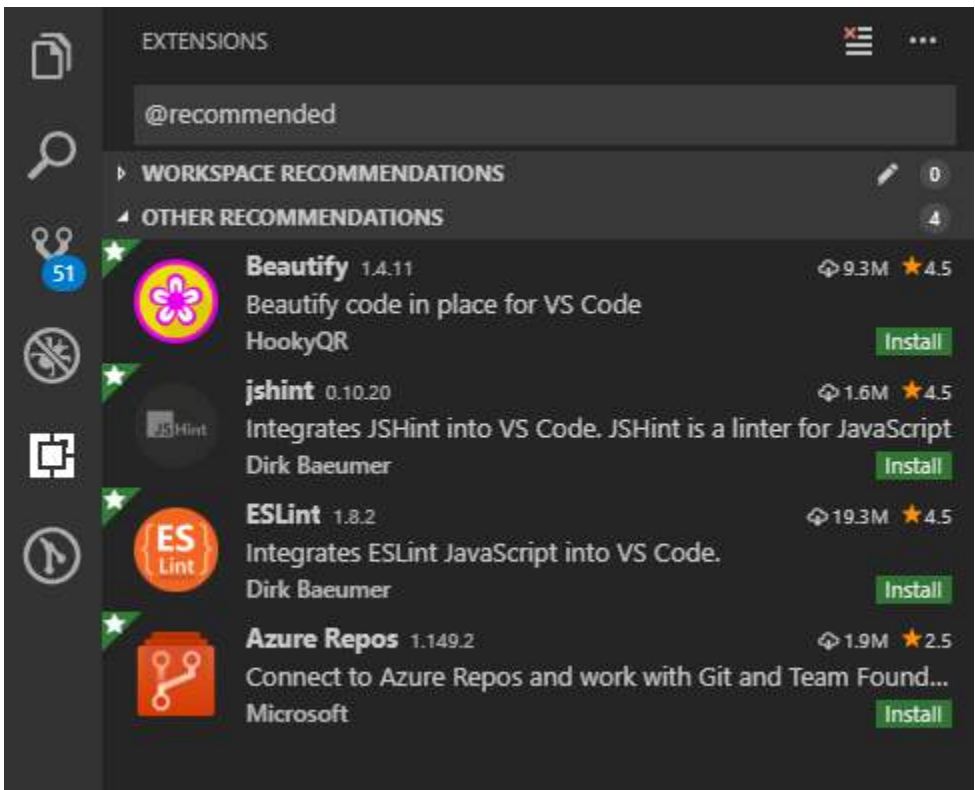 EXTENSIONS
@recommended
WORKSPACE RECOMMENDATIONS 0
OTHER RECOMMENDATIONS 4
51
Beautify 1.4.11 9.3M 4.5
Beautify code in place for VS Code
HookyQR Install
jshint 0.10.20 1.6M 4.5
JSHint
Integrates JSHint into VS Code. JSHint is a linter for JavaScript
Dirk Baeumer Install
ESLint 1.8.2 19.3M 4.5
ES
Lint
Integrates ESLint JavaScript into VS Code.
Dirk Baeumer Install
Azure Repos 1.149.2 1.9M 2.5
Connect to Azure Repos and work with Git and Team Found...
Microsoft Install